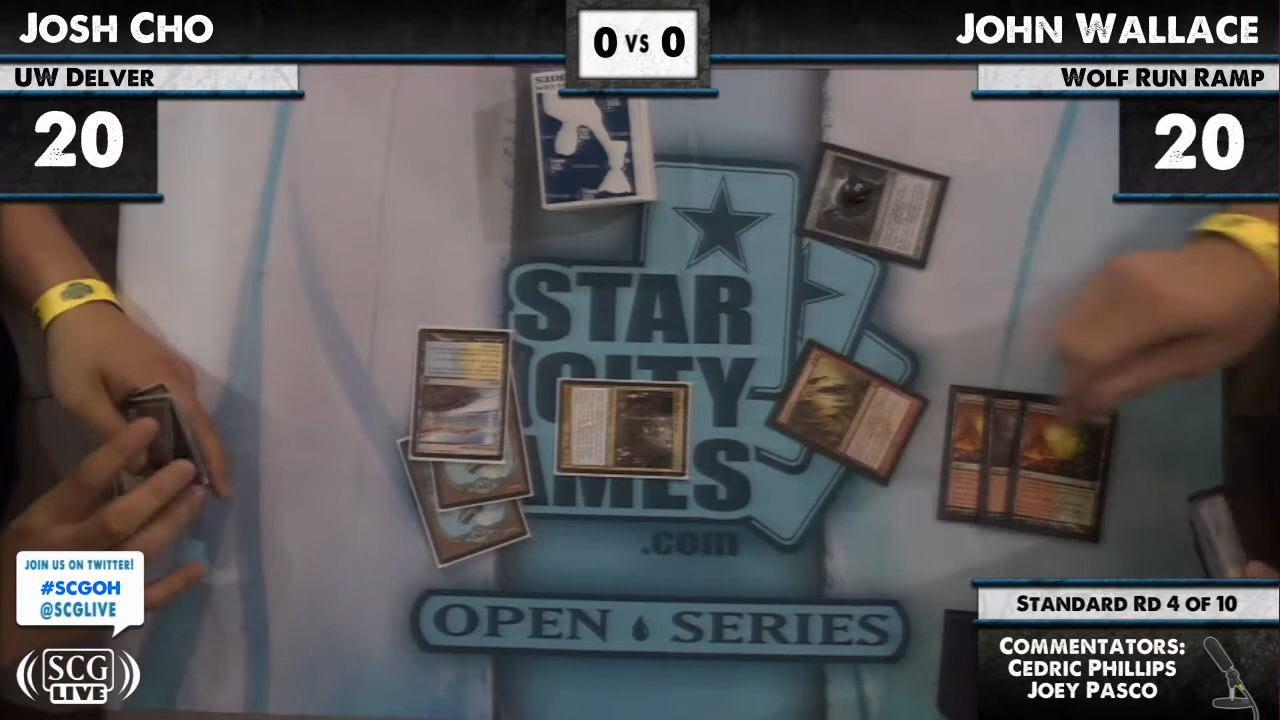 JOSH CHO
0 VS 0
JOHN WALLACE
UW DELVER
WOLF RUN RAMP
20
20
STAR
CITY
GAMES
.com
OPEN SERIES
JOIN US ON TWITTER!
#SCGOH
@SCGLIVE
SCG
LIVE
STANDARD RD 4 OF 10
COMMENTATORS:
CEDRIC PHILLIPS
JOEY PASCO